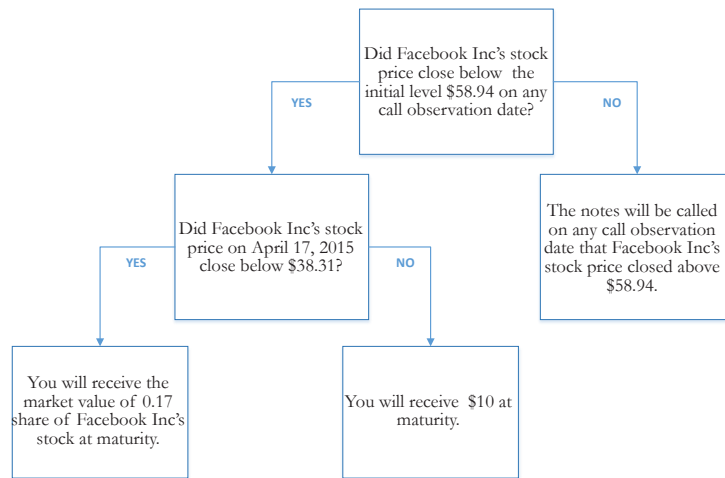 Did Facebook Inc's stock
price close below the
initial level $58.94 on any
call observation date?
YES
NO
Did Facebook Inc's stock
price on April 17, 2015
close below $38.31?
The notes will be called
on any call observation
date that Facebook Inc's
stock price closed above
$58.94.
YES
NO
You will receive the
market value of 0.17
share of Facebook Inc's
stock at maturity.
You will receive $10 at
maturity.